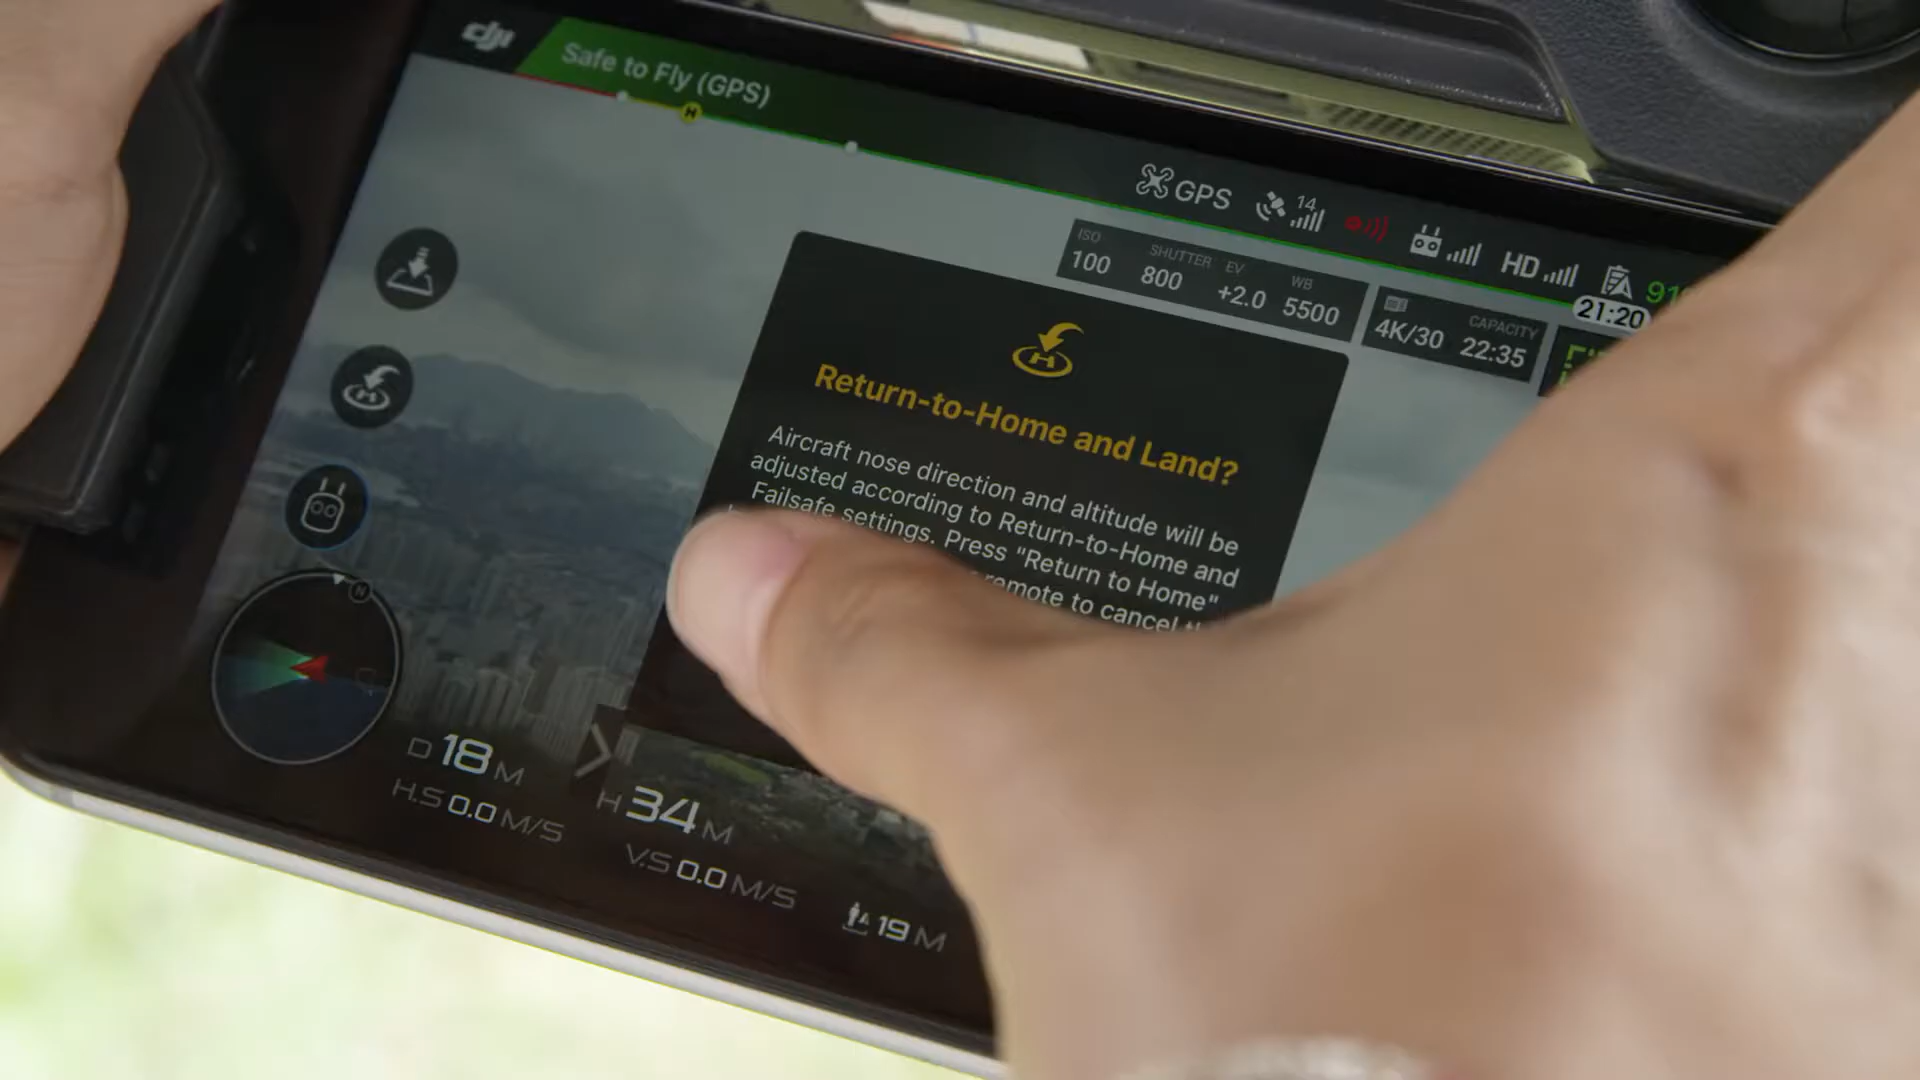 dji
Safe to Fly (GPS)
H
GPS
14
HD
ISO
100
SHUTTER
800
EV
+2.0
WB
5500
4K/30
CAPACITY
22:35
21:20
H
Return-to-Home and Land?
Aircraft nose direction and altitude will be
adjusted according to Return-to-Home and
Failsafe settings. Press "Return to Home"
remote to cancel
H
N
D 18 M
H.S 0.0 M/S
H 34 M
V.S 0.0 M/S
19 M